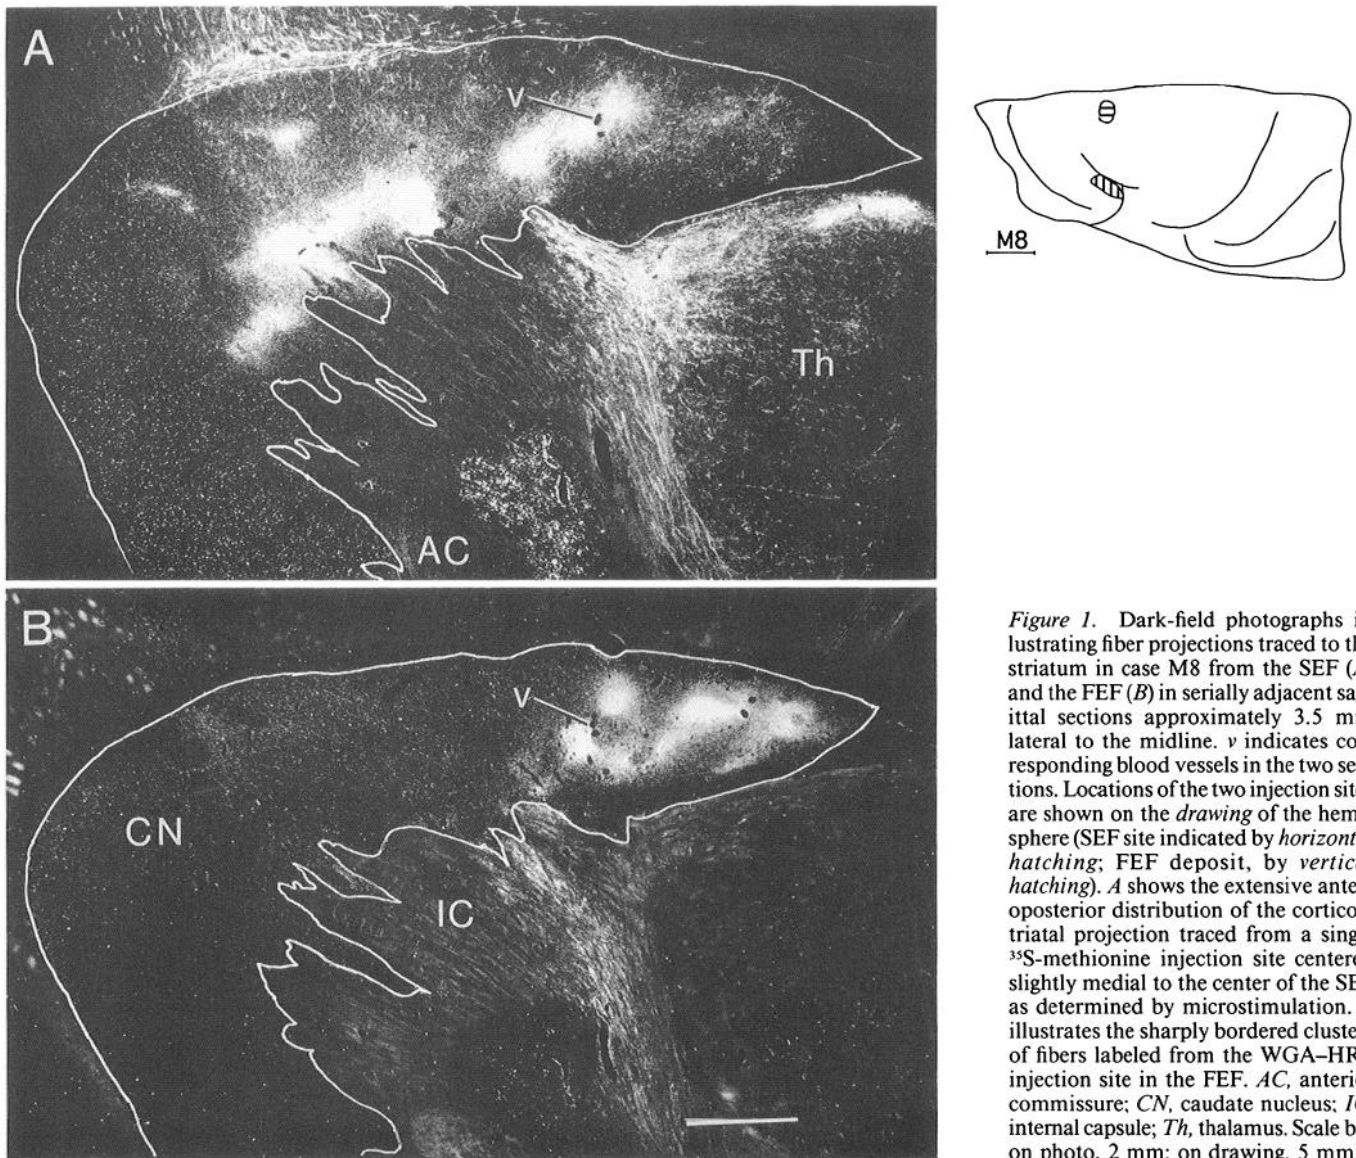 A
v
Th
AC
M8
B
v
CN
IC
Figure 1. Dark-field photographs i
lustrating fiber projections traced to th
striatum in case M8 from the SEF (A
and the FEF (B) in serially adjacent sa
ittal sections approximately 3.5 m
lateral to the midline. v indicates co
responding blood vessels in the two se
tions. Locations of the two injection sit
are shown on the drawing of the hem
sphere (SEF site indicated by horizont
hatching; FEF deposit, by vertic
hatching). A shows the extensive ante
oposterior distribution of the cortico
triatal projection traced from a sing
³⁵S-methionine injection site centere
slightly medial to the center of the SE
as determined by microstimulation.
illustrates the sharply bordered cluste
of fibers labeled from the WGA–HR
injection site in the FEF. AC, anteri
commissure; CN, caudate nucleus; I
internal capsule; Th, thalamus. Scale b
on photo, 2 mm; on drawing, 5 mm